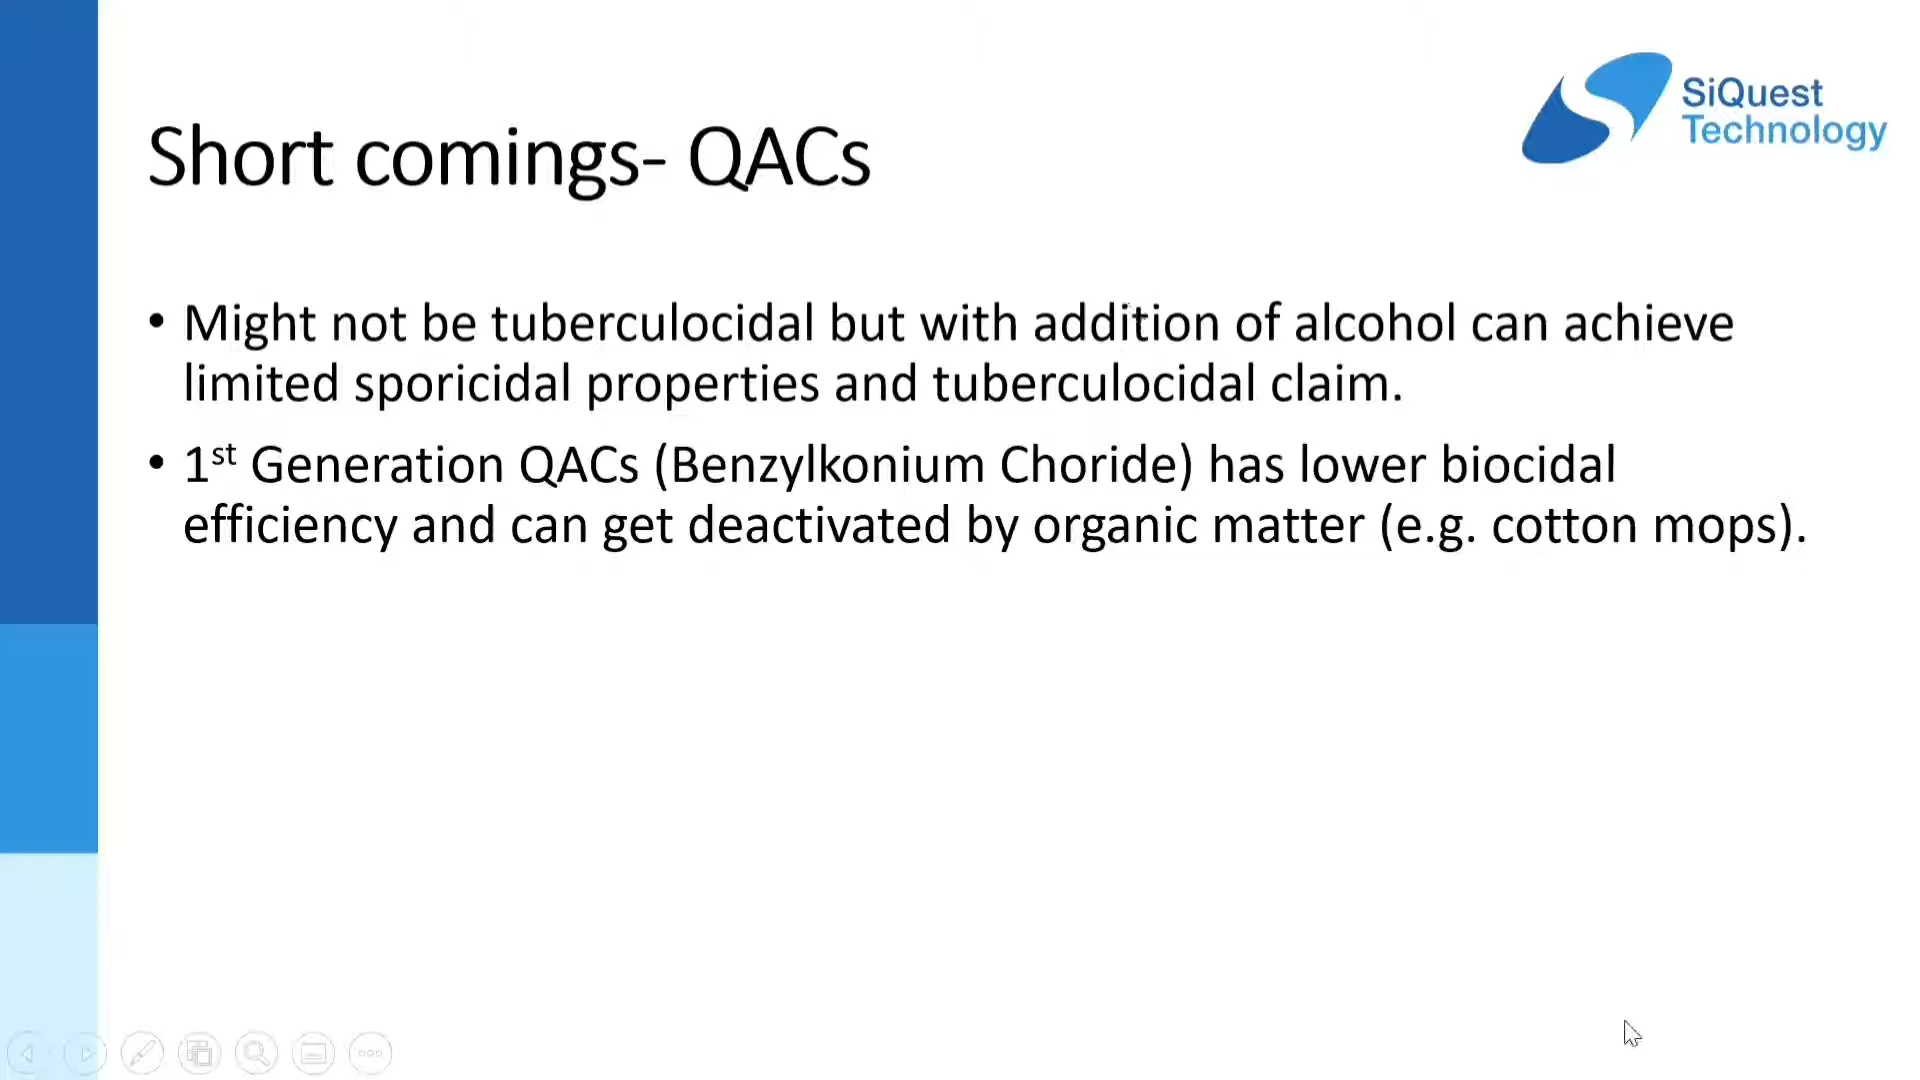 SiQuest
Technology
Short comings- QACs
• Might not be tuberculocidal but with addition of alcohol can achieve
limited sporicidal properties and tuberculocidal claim.
• 1st Generation QACs (Benzylkonium Choride) has lower biocidal
efficiency and can get deactivated by organic matter (e.g. cotton mops).